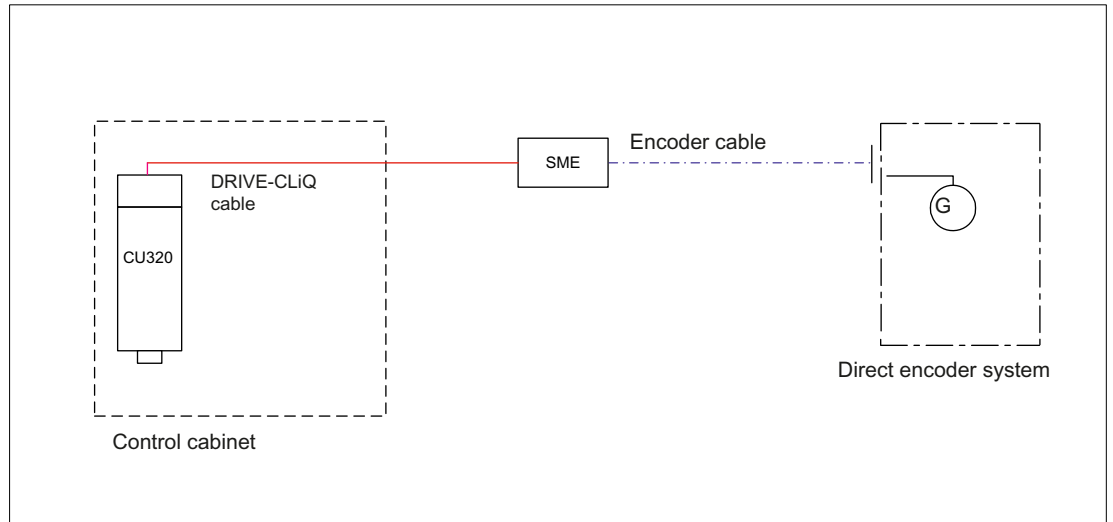 SME
Encoder cable
DRIVE-CLiQ
cable
G
CU320
Direct encoder system
Control cabinet